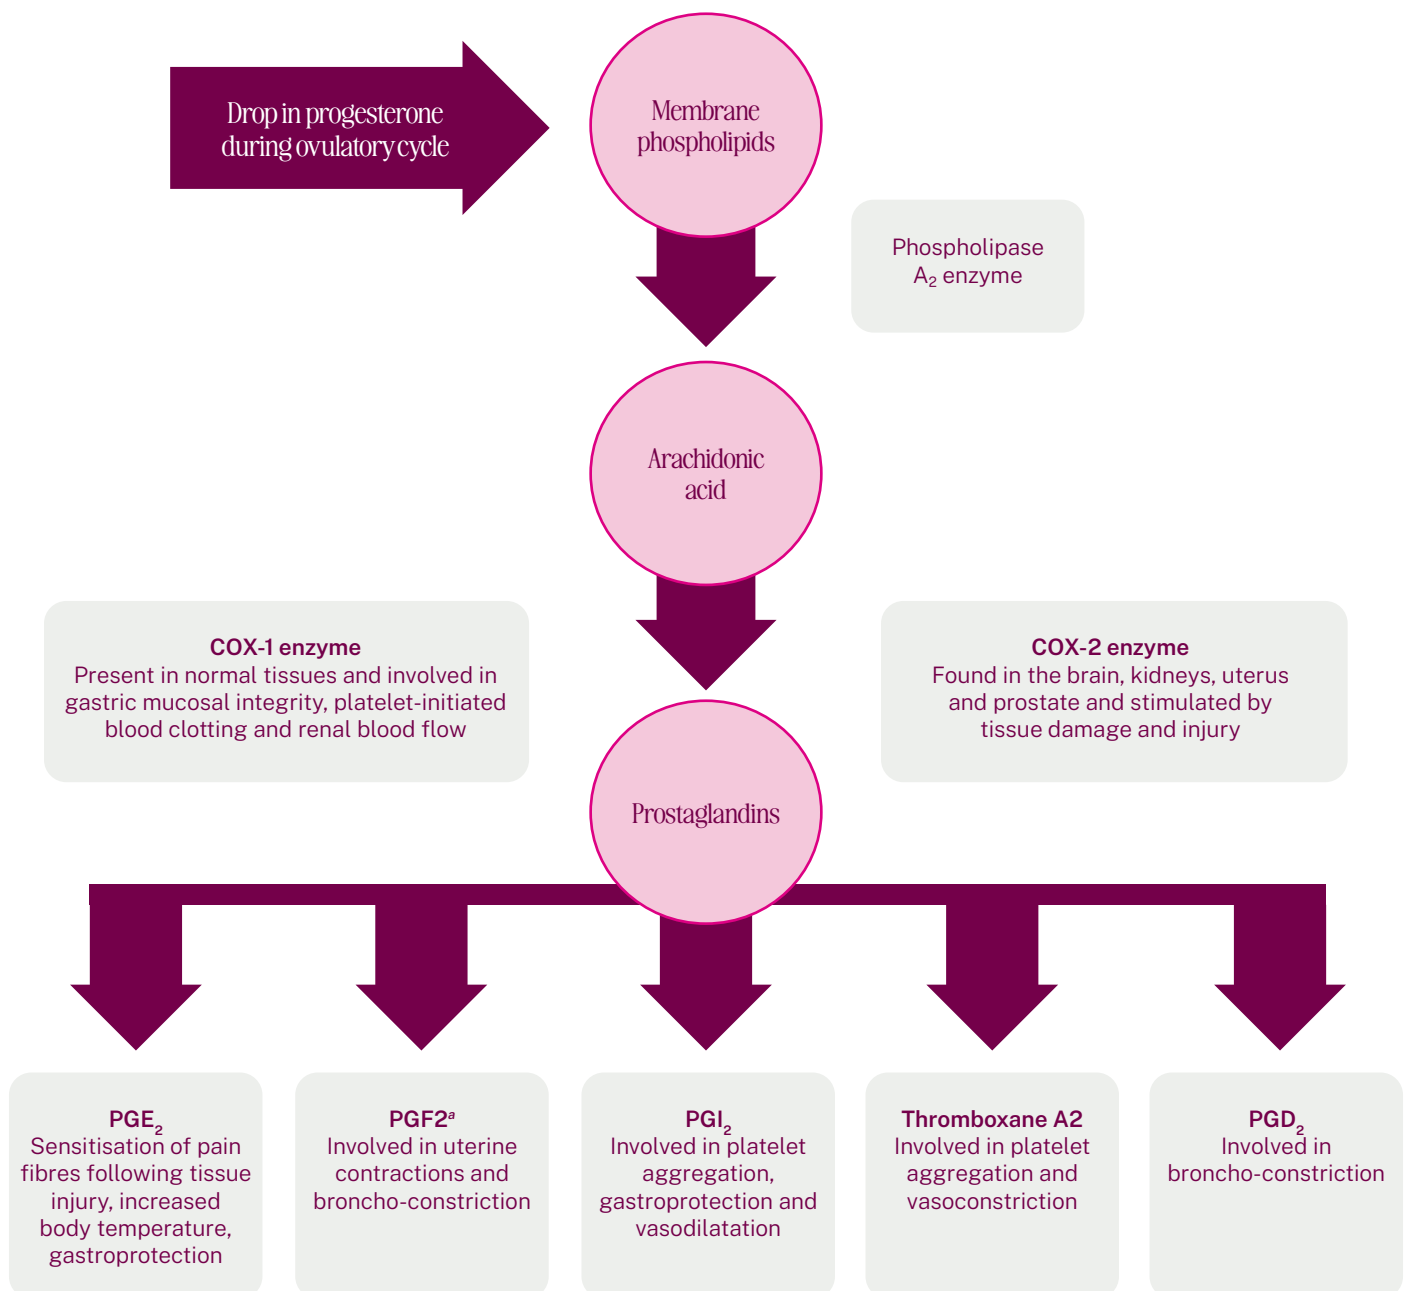 Drop in progesterone
during ovulatory cycle
Membrane
phospholipids
Phospholipase
A₂ enzyme
Arachidonic
acid
COX-1 enzyme
Present in normal tissues and involved in
gastric mucosal integrity, platelet-initiated
blood clotting and renal blood flow
COX-2 enzyme
Found in the brain, kidneys, uterus
and prostate and stimulated by
tissue damage and injury
Prostaglandins
PGE₂
Sensitisation of pain
fibres following tissue
injury, increased
body temperature,
gastroprotection
PGF2ᵃ
Involved in uterine
contractions and
broncho-constriction
PGI₂
Involved in platelet
aggregation,
gastroprotection and
vasodilatation
Thromboxane A2
Involved in platelet
aggregation and
vasoconstriction
PGD₂
Involved in
broncho-constriction